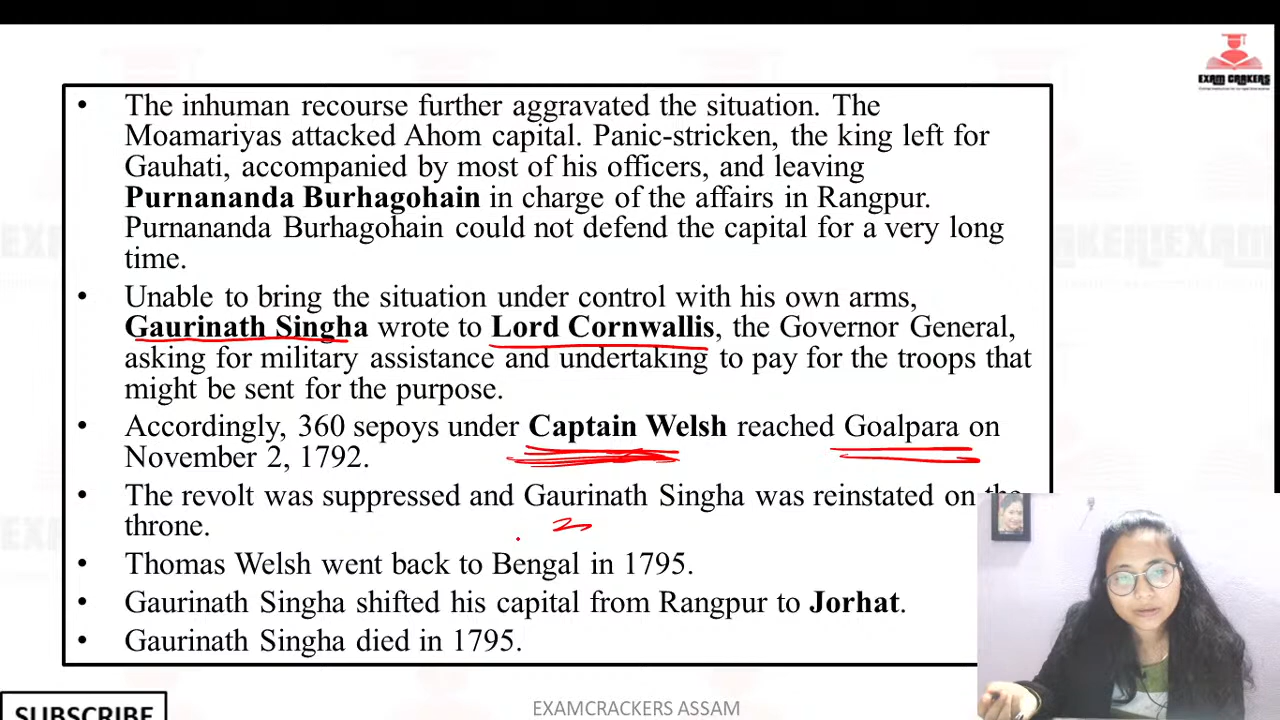 EXAM CRAKERS
• The inhuman recourse further aggravated the situation. The
Moamariyas attacked Ahom capital. Panic-stricken, the king left for
Gauhati, accompanied by most of his officers, and leaving
Purnananda Burhagohain in charge of the affairs in Rangpur.
Purnananda Burhagohain could not defend the capital for a very long
time.
• Unable to bring the situation under control with his own arms,
Gaurinath Singha wrote to Lord Cornwallis, the Governor General,
asking for military assistance and undertaking to pay for the troops that
might be sent for the purpose.
• Accordingly, 360 sepoys under Captain Welsh reached Goalpara on
November 2, 1792.
• The revolt was suppressed and Gaurinath Singha was reinstated on the
throne.
• Thomas Welsh went back to Bengal in 1795.
• Gaurinath Singha shifted his capital from Rangpur to Jorhat.
• Gaurinath Singha died in 1795.
SUBSCRIBE
EXAMCRACKERS ASSAM